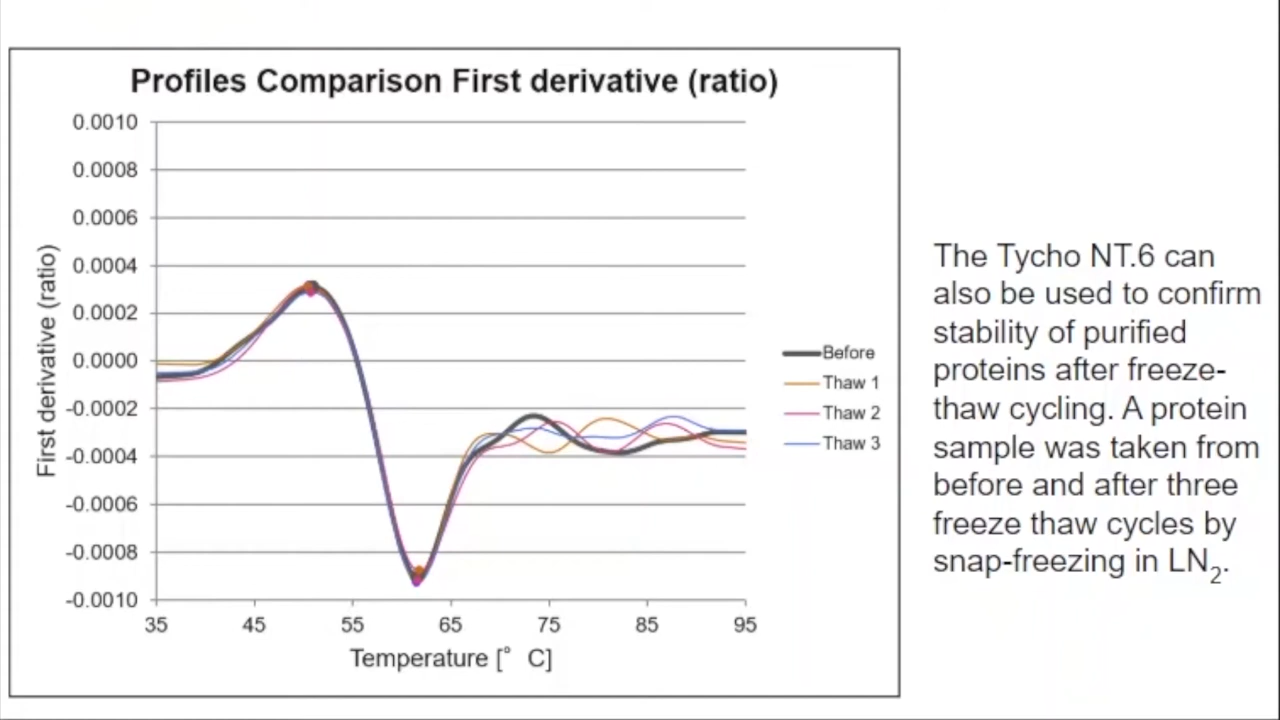 Profiles Comparison First derivative (ratio)
0.0010
0.0008
0.0006
0.0004
0.0002
0.0000
-0.0002
-0.0004
-0.0006
-0.0008
-0.0010
First derivative (ratio)
35 45 55 65 75 85 95
Temperature [° C]
Before
Thaw 1
Thaw 2
Thaw 3
The Tycho NT.6 can
also be used to confirm
stability of purified
proteins after freeze-
thaw cycling. A protein
sample was taken from
before and after three
freeze thaw cycles by
snap-freezing in LN₂.